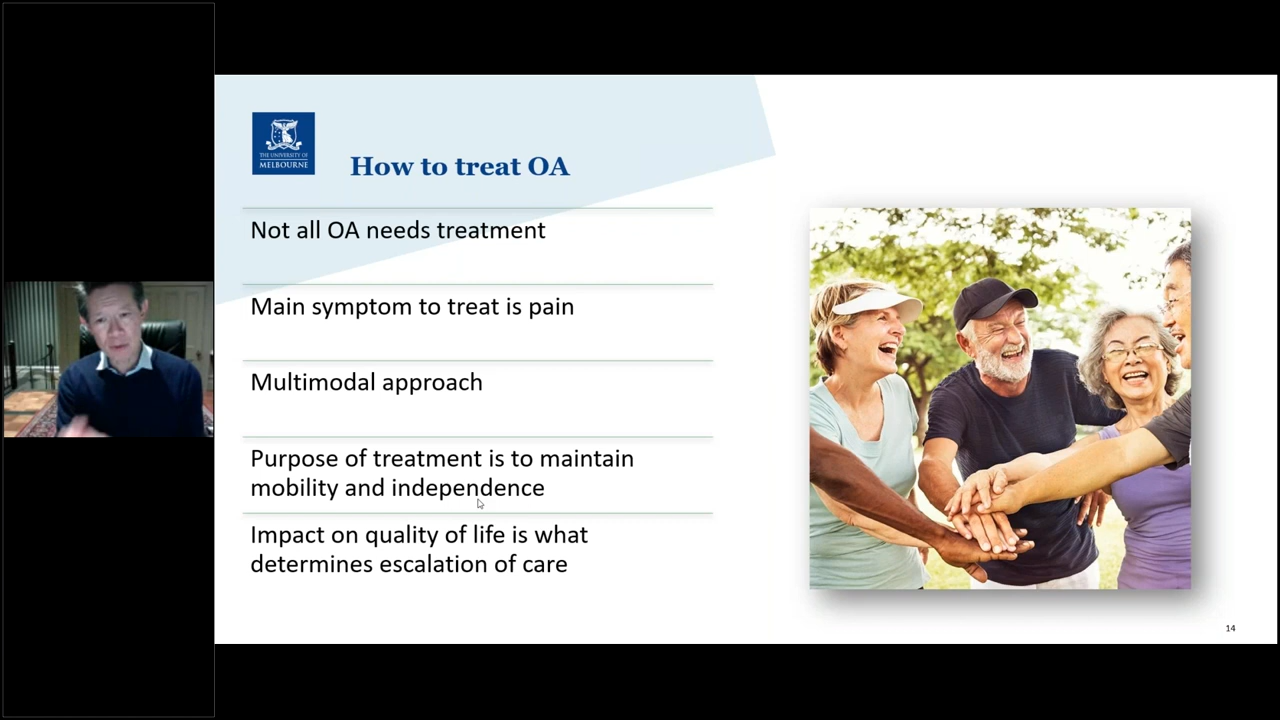 THE UNIVERSITY OF
MELBOURNE
How to treat OA
Not all OA needs treatment
Main symptom to treat is pain
Multimodal approach
Purpose of treatment is to maintain
mobility and independence
Impact on quality of life is what
determines escalation of care
14